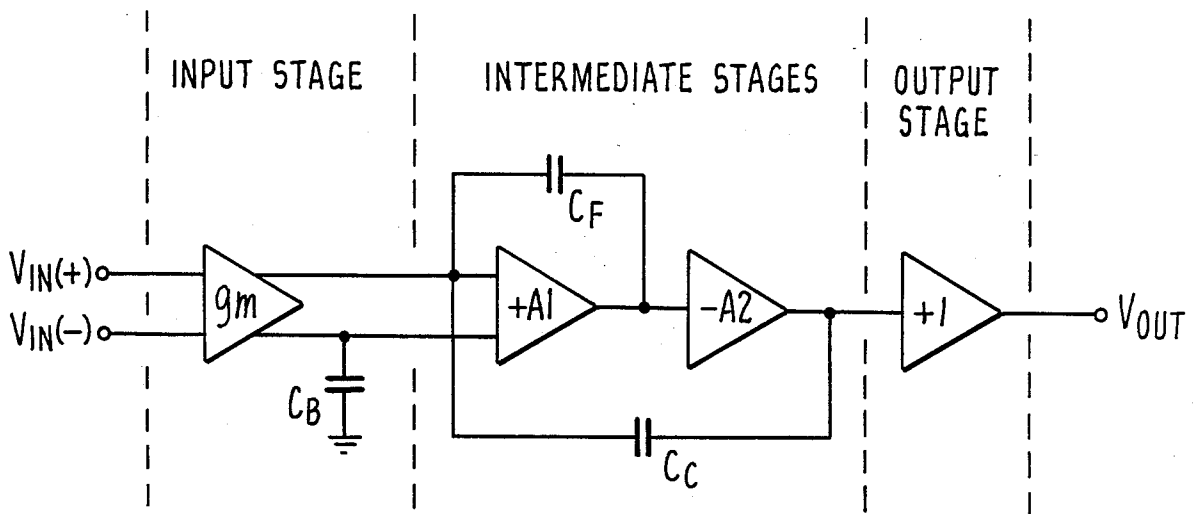 INPUT STAGE
INTERMEDIATE STAGES
OUTPUT
STAGE
CF
VIN(+)
gm
+A1
-A2
+1
VOUT
VIN(-)
CB
CC